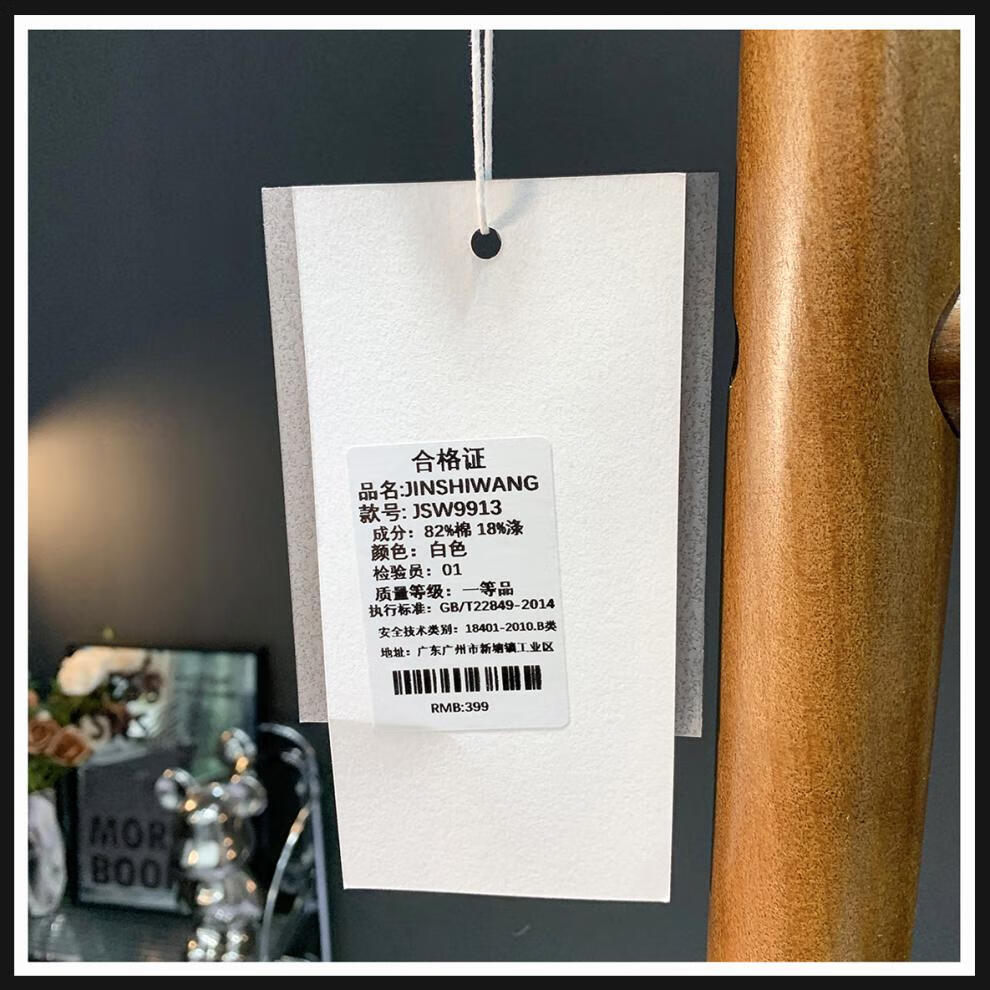 合格证
品名:JINSHIWANG
款号: JSW9913
成分：82%棉 18%涤
颜色：白色
检验员：01
质量等级：一等品
执行标准：GB/T22849-2014
安全技术类别：18401-2010.B类
地址：广东广州市新塘镇工业区
RMB:399
MOR
BOO